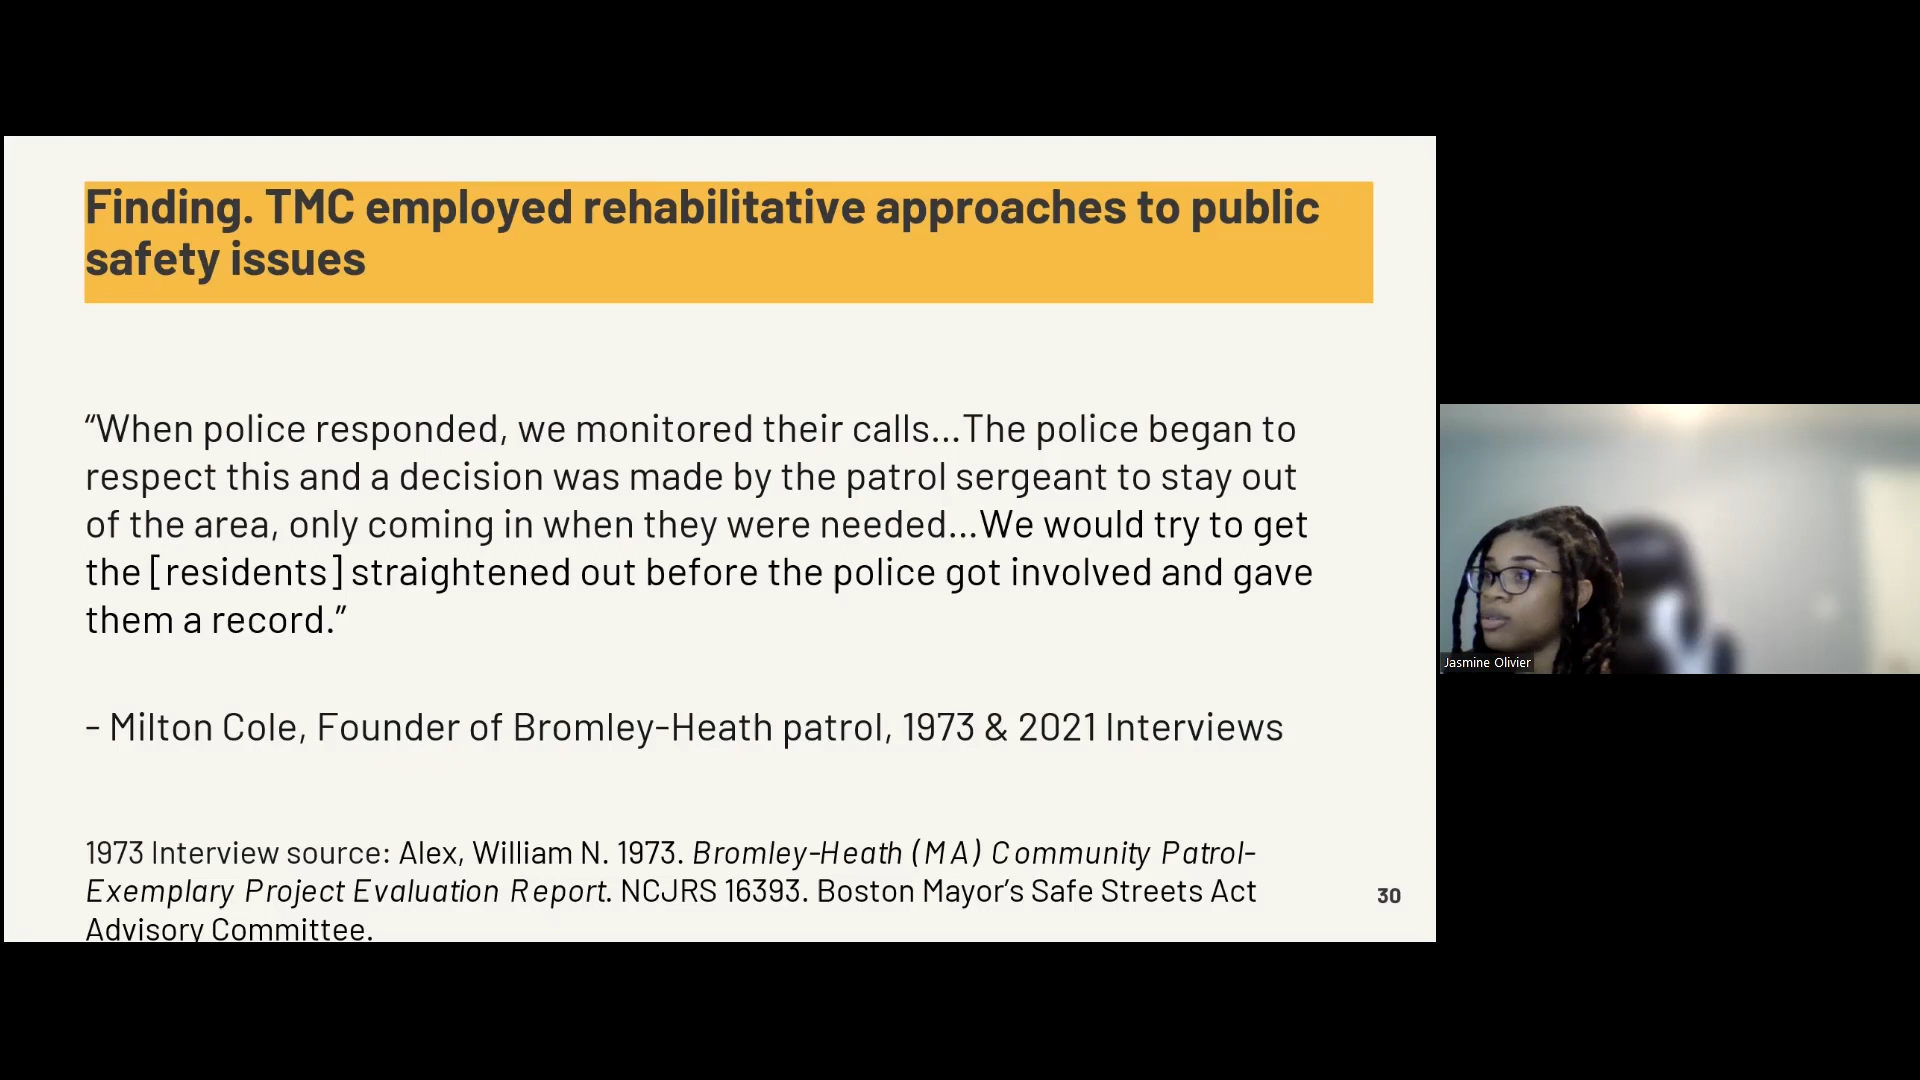 Finding. TMC employed rehabilitative approaches to public
safety issues
“When police responded, we monitored their calls...The police began to
respect this and a decision was made by the patrol sergeant to stay out
of the area, only coming in when they were needed...We would try to get
the [residents] straightened out before the police got involved and gave
them a record.”
- Milton Cole, Founder of Bromley-Heath patrol, 1973 & 2021 Interviews
1973 Interview source: Alex, William N. 1973. Bromley-Heath (MA) Community Patrol-
Exemplary Project Evaluation Report. NCJRS 16393. Boston Mayor’s Safe Streets Act
Advisory Committee.
30
Jasmine Olivier